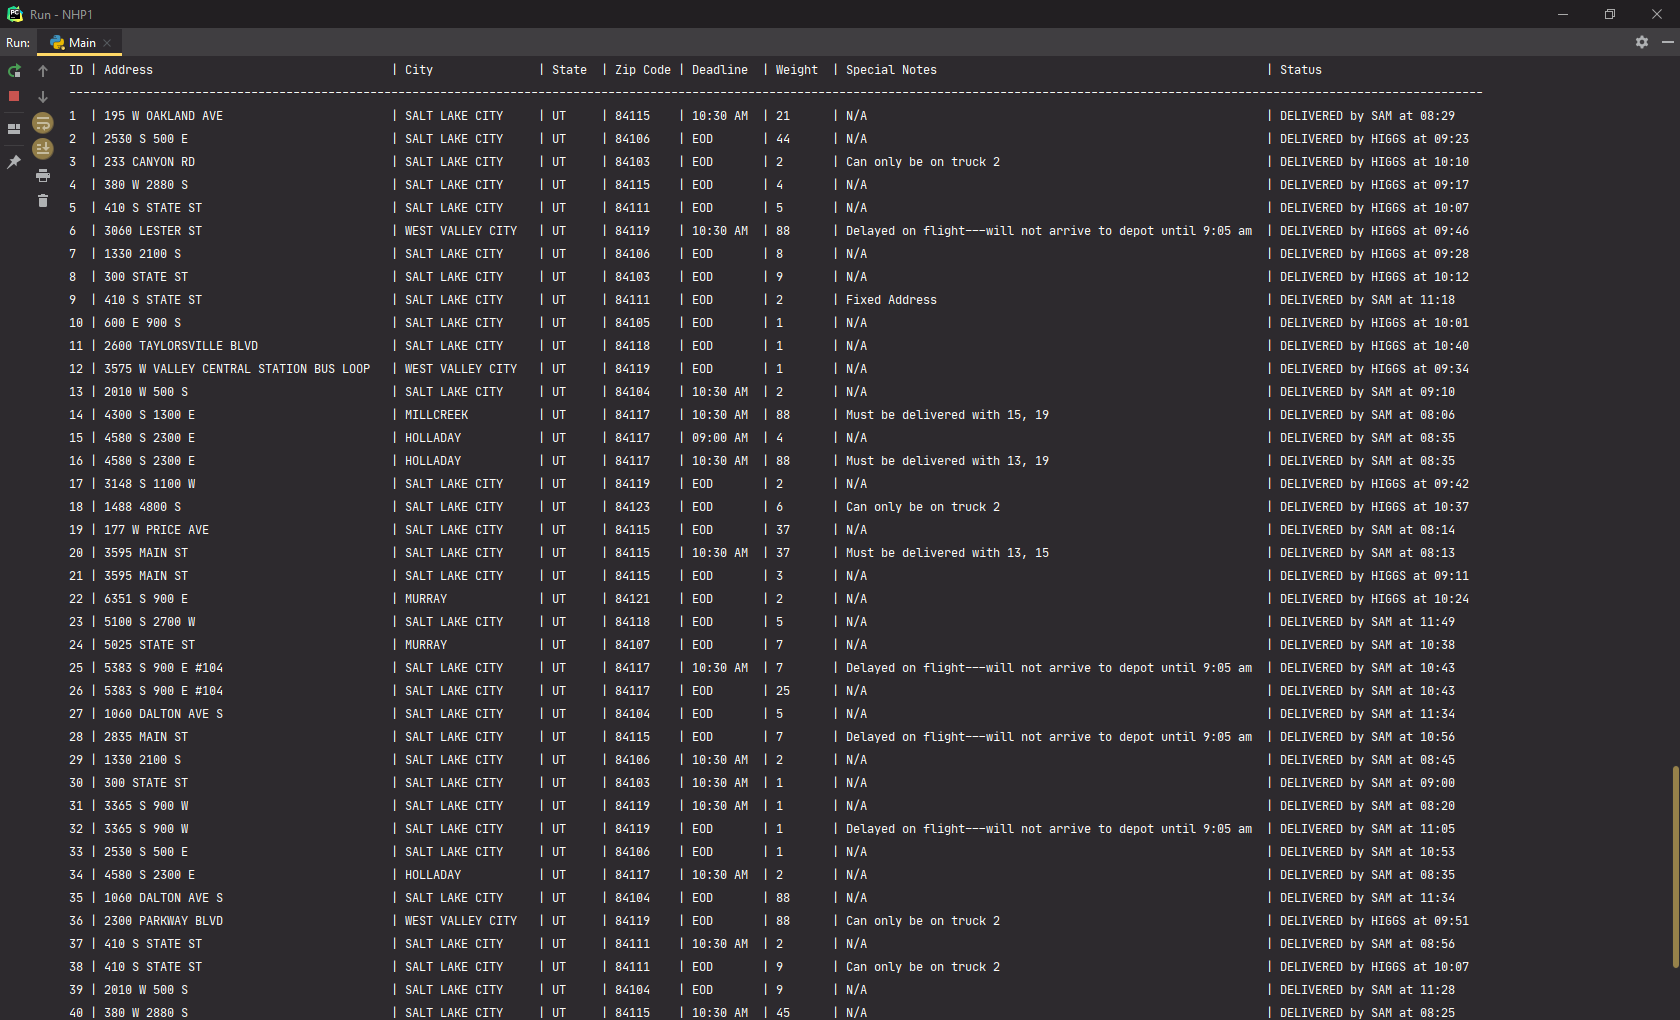 Run - NHP1
Run: Main
ID | Address | City | State | Zip Code | Deadline | Weight | Special Notes | Status
--------------------------------------------------------------------------------
1 | 195 W OAKLAND AVE | SALT LAKE CITY | UT | 84115 | 10:30 AM | 21 | N/A | DELIVERED by SAM at 08:29
2 | 2530 S 500 E | SALT LAKE CITY | UT | 84106 | EOD | 44 | N/A | DELIVERED by HIGGS at 09:23
3 | 233 CANYON RD | SALT LAKE CITY | UT | 84103 | EOD | 2 | Can only be on truck 2 | DELIVERED by HIGGS at 10:10
4 | 380 W 2880 S | SALT LAKE CITY | UT | 84115 | EOD | 4 | N/A | DELIVERED by HIGGS at 09:17
5 | 410 S STATE ST | SALT LAKE CITY | UT | 84111 | EOD | 5 | N/A | DELIVERED by HIGGS at 10:07
6 | 3060 LESTER ST | WEST VALLEY CITY | UT | 84119 | 10:30 AM | 88 | Delayed on flight---will not arrive to depot until 9:05 am | DELIVERED by HIGGS at 09:46
7 | 1330 2100 S | SALT LAKE CITY | UT | 84106 | EOD | 8 | N/A | DELIVERED by HIGGS at 09:28
8 | 300 STATE ST | SALT LAKE CITY | UT | 84103 | EOD | 9 | N/A | DELIVERED by HIGGS at 10:12
9 | 410 S STATE ST | SALT LAKE CITY | UT | 84111 | EOD | 2 | Fixed Address | DELIVERED by SAM at 11:18
10 | 600 E 900 S | SALT LAKE CITY | UT | 84105 | EOD | 1 | N/A | DELIVERED by HIGGS at 10:01
11 | 2600 TAYLORSVILLE BLVD | SALT LAKE CITY | UT | 84118 | EOD | 1 | N/A | DELIVERED by HIGGS at 10:40
12 | 3575 W VALLEY CENTRAL STATION BUS LOOP | WEST VALLEY CITY | UT | 84119 | EOD | 1 | N/A | DELIVERED by HIGGS at 09:34
13 | 2010 W 500 S | SALT LAKE CITY | UT | 84104 | 10:30 AM | 2 | N/A | DELIVERED by SAM at 09:10
14 | 4300 S 1300 E | MILLCREEK | UT | 84117 | 10:30 AM | 88 | Must be delivered with 15, 19 | DELIVERED by SAM at 08:06
15 | 4580 S 2300 E | HOLLADAY | UT | 84117 | 09:00 AM | 4 | N/A | DELIVERED by SAM at 08:35
16 | 4580 S 2300 E | HOLLADAY | UT | 84117 | 10:30 AM | 88 | Must be delivered with 13, 19 | DELIVERED by SAM at 08:35
17 | 3148 S 1100 W | SALT LAKE CITY | UT | 84119 | EOD | 2 | N/A | DELIVERED by HIGGS at 09:42
18 | 1488 4800 S | SALT LAKE CITY | UT | 84123 | EOD | 6 | Can only be on truck 2 | DELIVERED by HIGGS at 10:37
19 | 177 W PRICE AVE | SALT LAKE CITY | UT | 84115 | EOD | 37 | N/A | DELIVERED by SAM at 08:14
20 | 3595 MAIN ST | SALT LAKE CITY | UT | 84115 | 10:30 AM | 37 | Must be delivered with 13, 15 | DELIVERED by SAM at 08:13
21 | 3595 MAIN ST | SALT LAKE CITY | UT | 84115 | EOD | 3 | N/A | DELIVERED by HIGGS at 09:11
22 | 6351 S 900 E | MURRAY | UT | 84121 | EOD | 2 | N/A | DELIVERED by HIGGS at 10:24
23 | 5100 S 2700 W | SALT LAKE CITY | UT | 84118 | EOD | 5 | N/A | DELIVERED by SAM at 11:49
24 | 5025 STATE ST | MURRAY | UT | 84107 | EOD | 7 | N/A | DELIVERED by SAM at 10:38
25 | 5383 S 900 E #104 | SALT LAKE CITY | UT | 84117 | 10:30 AM | 7 | Delayed on flight---will not arrive to depot until 9:05 am | DELIVERED by SAM at 10:43
26 | 5383 S 900 E #104 | SALT LAKE CITY | UT | 84117 | EOD | 25 | N/A | DELIVERED by SAM at 10:43
27 | 1060 DALTON AVE S | SALT LAKE CITY | UT | 84104 | EOD | 5 | N/A | DELIVERED by SAM at 11:34
28 | 2835 MAIN ST | SALT LAKE CITY | UT | 84115 | EOD | 7 | Delayed on flight---will not arrive to depot until 9:05 am | DELIVERED by SAM at 10:56
29 | 1330 2100 S | SALT LAKE CITY | UT | 84106 | 10:30 AM | 2 | N/A | DELIVERED by SAM at 08:45
30 | 300 STATE ST | SALT LAKE CITY | UT | 84103 | 10:30 AM | 1 | N/A | DELIVERED by SAM at 09:00
31 | 3365 S 900 W | SALT LAKE CITY | UT | 84119 | 10:30 AM | 1 | N/A | DELIVERED by SAM at 08:20
32 | 3365 S 900 W | SALT LAKE CITY | UT | 84119 | EOD | 1 | Delayed on flight---will not arrive to depot until 9:05 am | DELIVERED by SAM at 11:05
33 | 2530 S 500 E | SALT LAKE CITY | UT | 84106 | EOD | 1 | N/A | DELIVERED by SAM at 10:53
34 | 4580 S 2300 E | HOLLADAY | UT | 84117 | 10:30 AM | 2 | N/A | DELIVERED by SAM at 08:35
35 | 1060 DALTON AVE S | SALT LAKE CITY | UT | 84104 | EOD | 88 | N/A | DELIVERED by SAM at 11:34
36 | 2300 PARKWAY BLVD | WEST VALLEY CITY | UT | 84119 | EOD | 88 | Can only be on truck 2 | DELIVERED by HIGGS at 09:51
37 | 410 S STATE ST | SALT LAKE CITY | UT | 84111 | 10:30 AM | 2 | N/A | DELIVERED by SAM at 08:56
38 | 410 S STATE ST | SALT LAKE CITY | UT | 84111 | EOD | 9 | Can only be on truck 2 | DELIVERED by HIGGS at 10:07
39 | 2010 W 500 S | SALT LAKE CITY | UT | 84104 | EOD | 9 | N/A | DELIVERED by SAM at 11:28
40 | 380 W 2880 S | SALT LAKE CITY | UT | 84115 | 10:30 AM | 45 | N/A | DELIVERED by SAM at 08:25